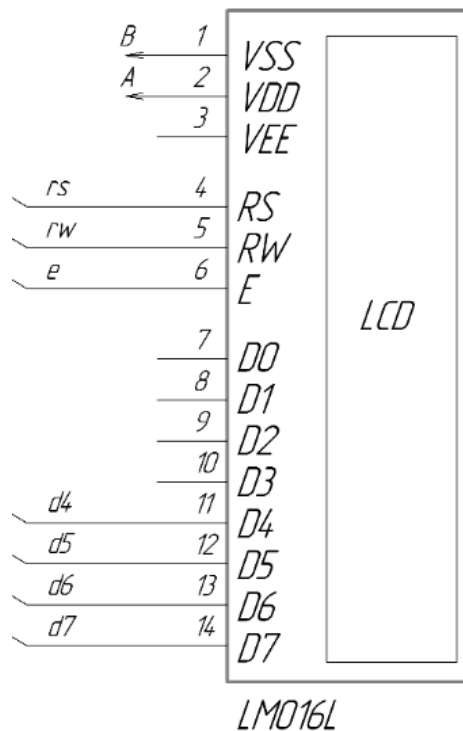 B 1 VSS
A 2 VDD
3 VEE
rs 4 RS
rw 5 RW
e 6 E
LCD
7 D0
8 D1
9 D2
10 D3
d4 11 D4
d5 12 D5
d6 13 D6
d7 14 D7
LM016L